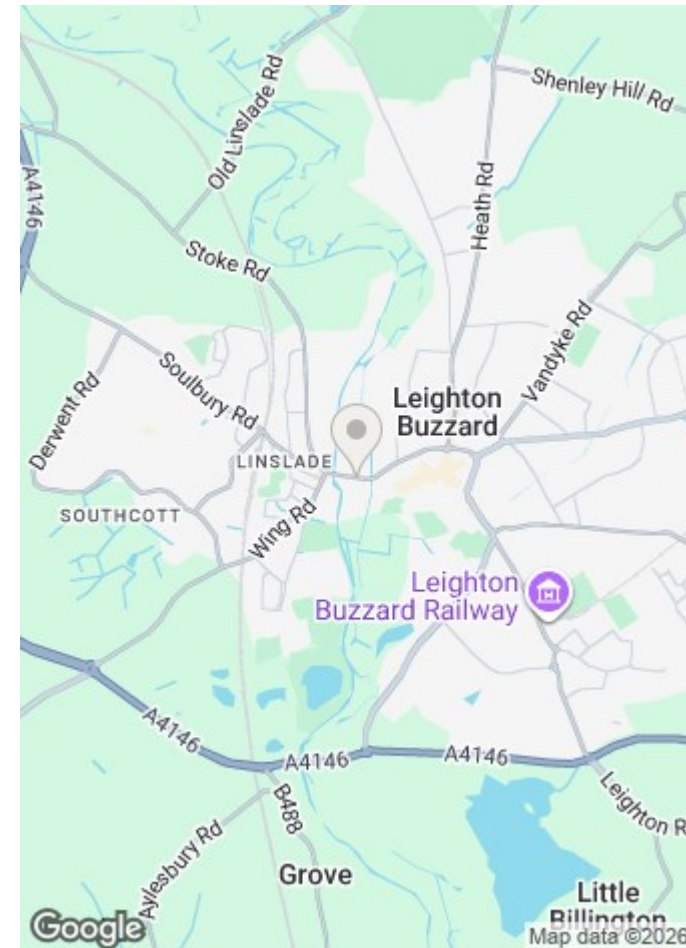 Old Linslade Rd
Shenley Hill Rd
A4146
Heath Rd
Stoke Rd
Vandyke Rd
Soulbury Rd
Derwent Rd
Leighton
Buzzard
LINSLADE
SOUTHCOTT
Wing Rd
Leighton
Buzzard Railway
A4146
A4146
A4146
B488
Leighton R
Aylesbury Rd
Grove
Little
Billington
Google
Map data ©2026